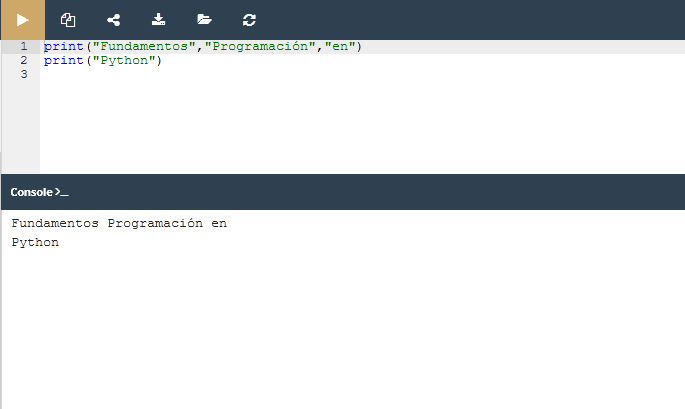 1 print("Fundamentos","Programación","en")
2 print("Python")
3
Console >_
Fundamentos Programación en
Python